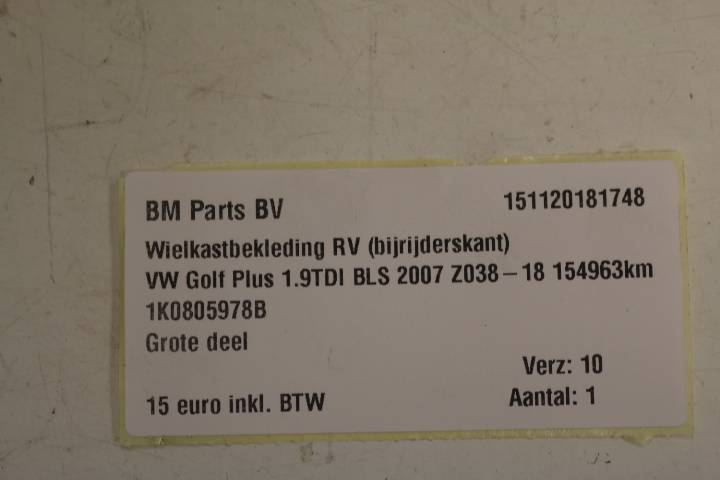 BM Parts BV 151120181748
Wielkastbekleding RV (bijrijderskant)
VW Golf Plus 1.9TDI BLS 2007 Z038-18 154963km
1K0805978B
Grote deel
Verz: 10
15 euro inkl. BTW Aantal: 1